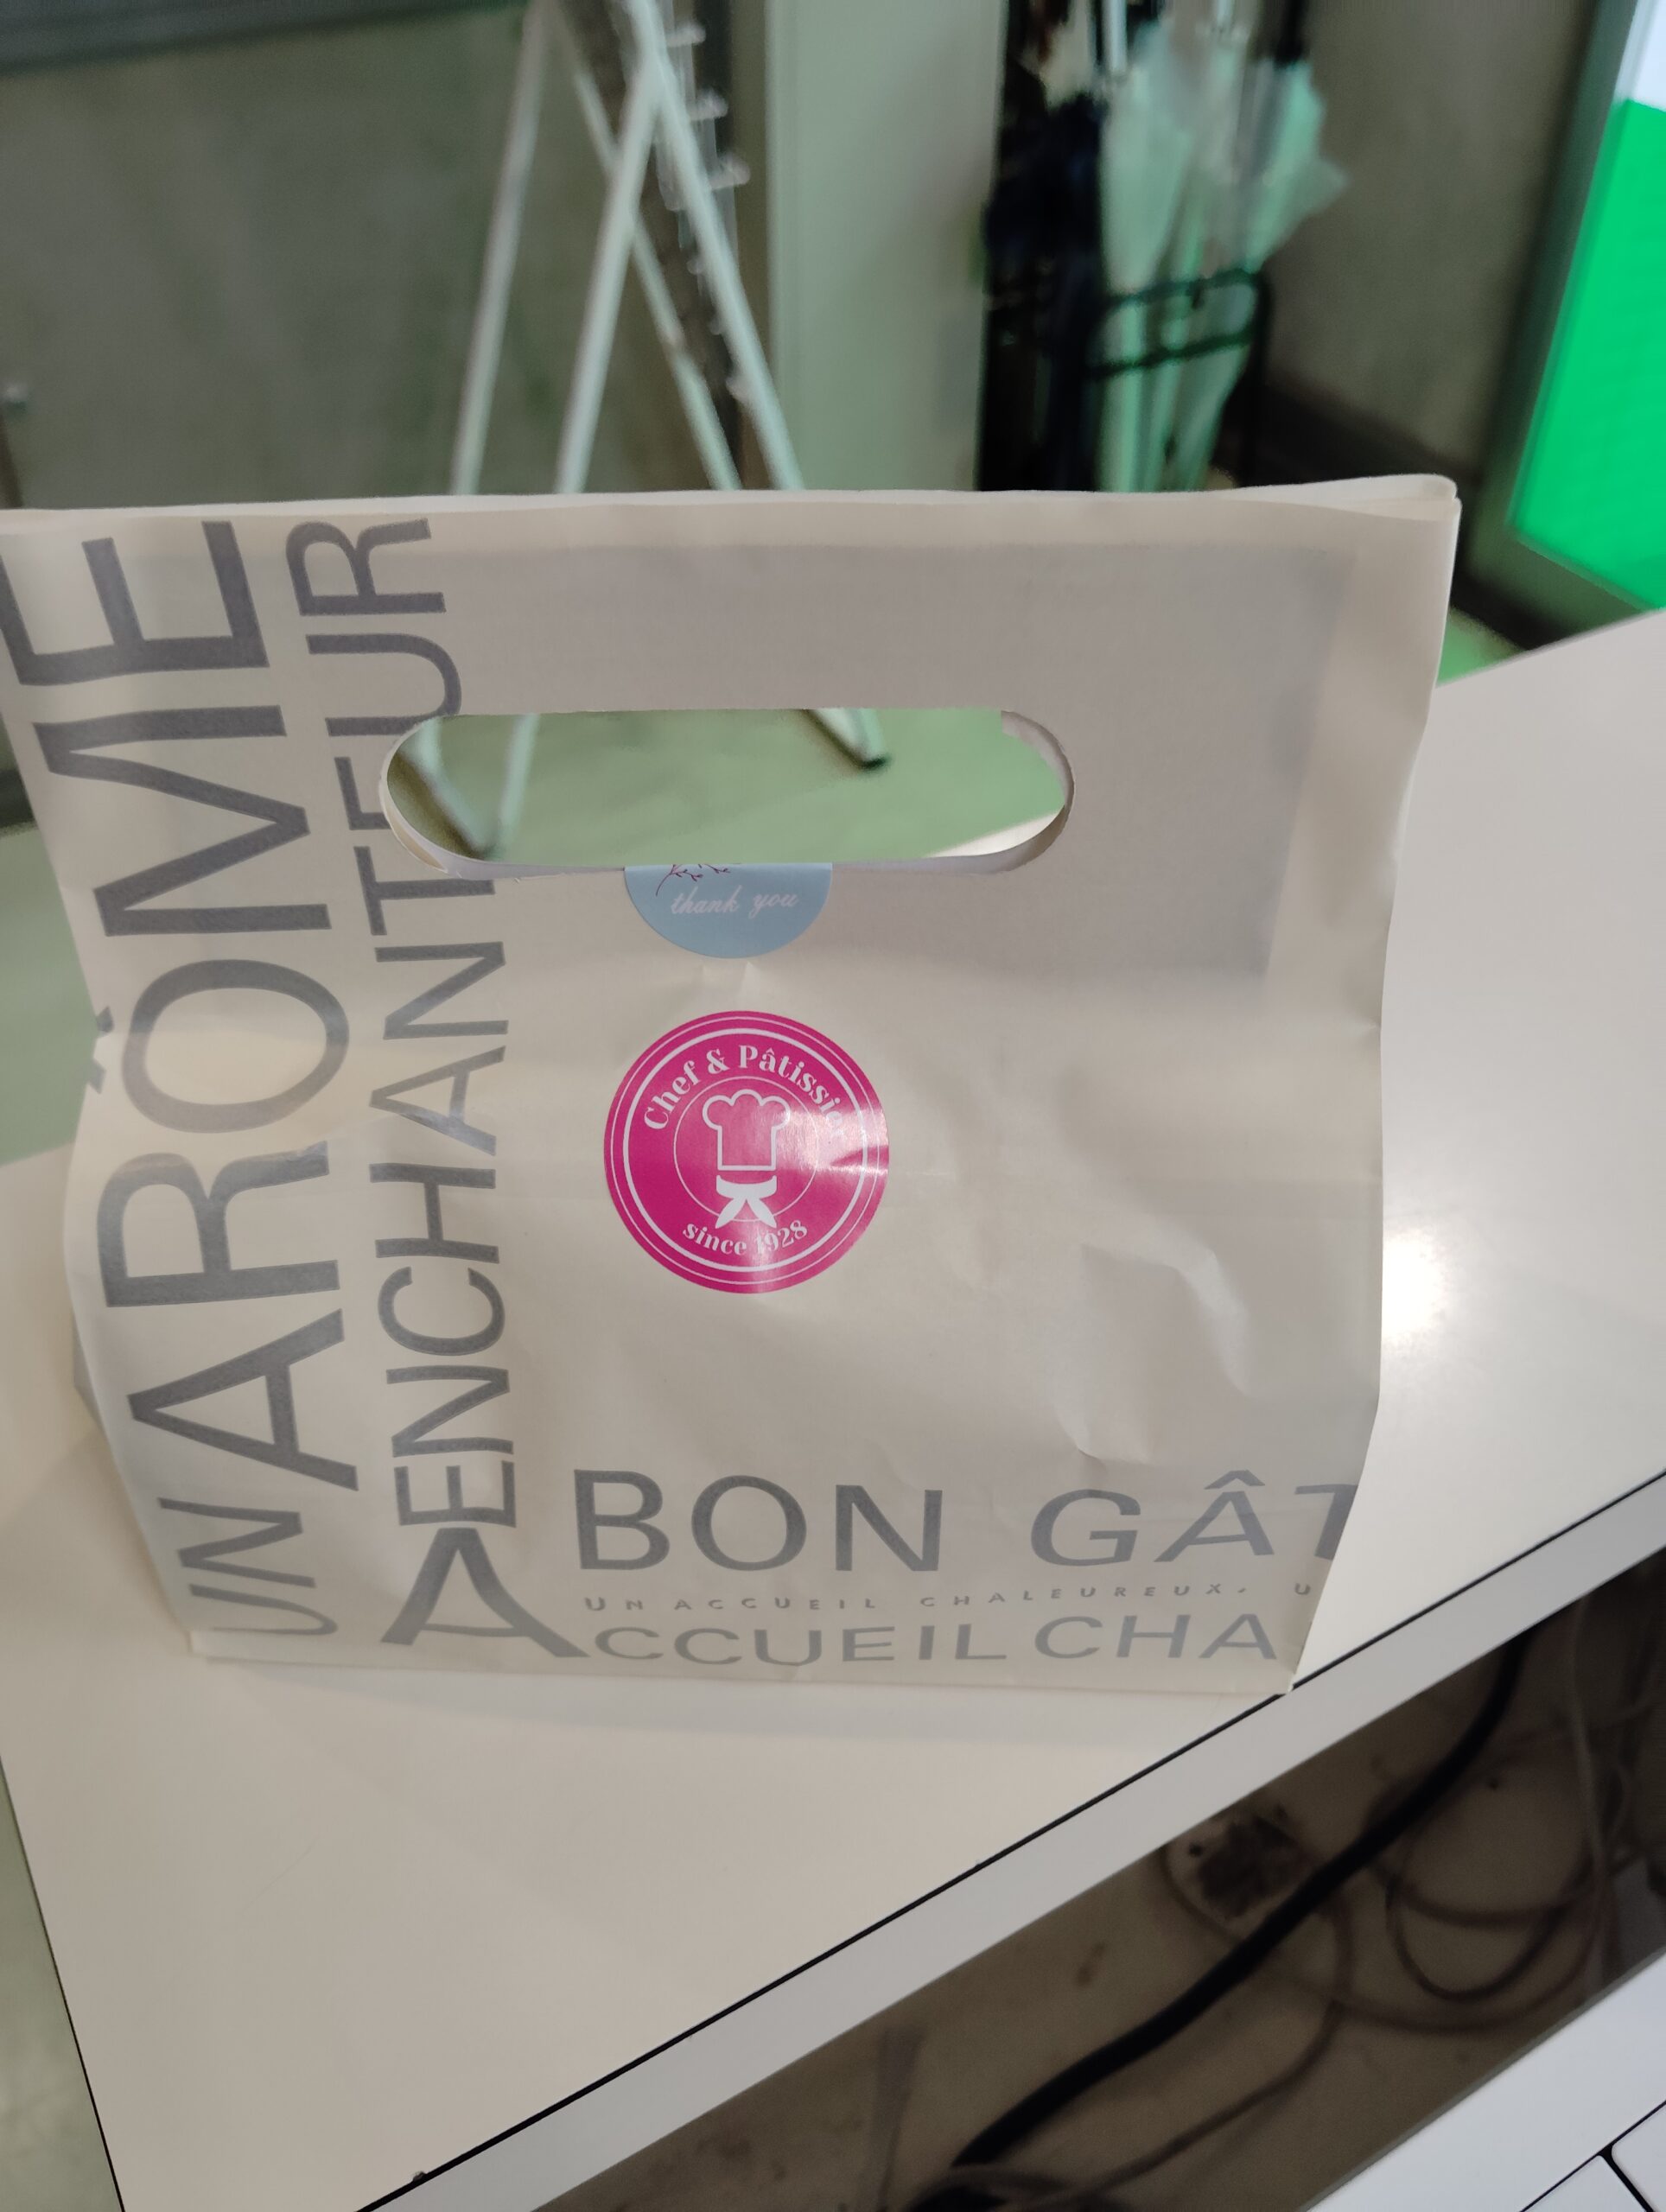 UN ARÔME
ENCHANTEUR
thank you
Chef & Pâtissier
since 1928
BON GÂT
UN ACCUEIL CHALEUREUX, U
ACCUEIL CHA